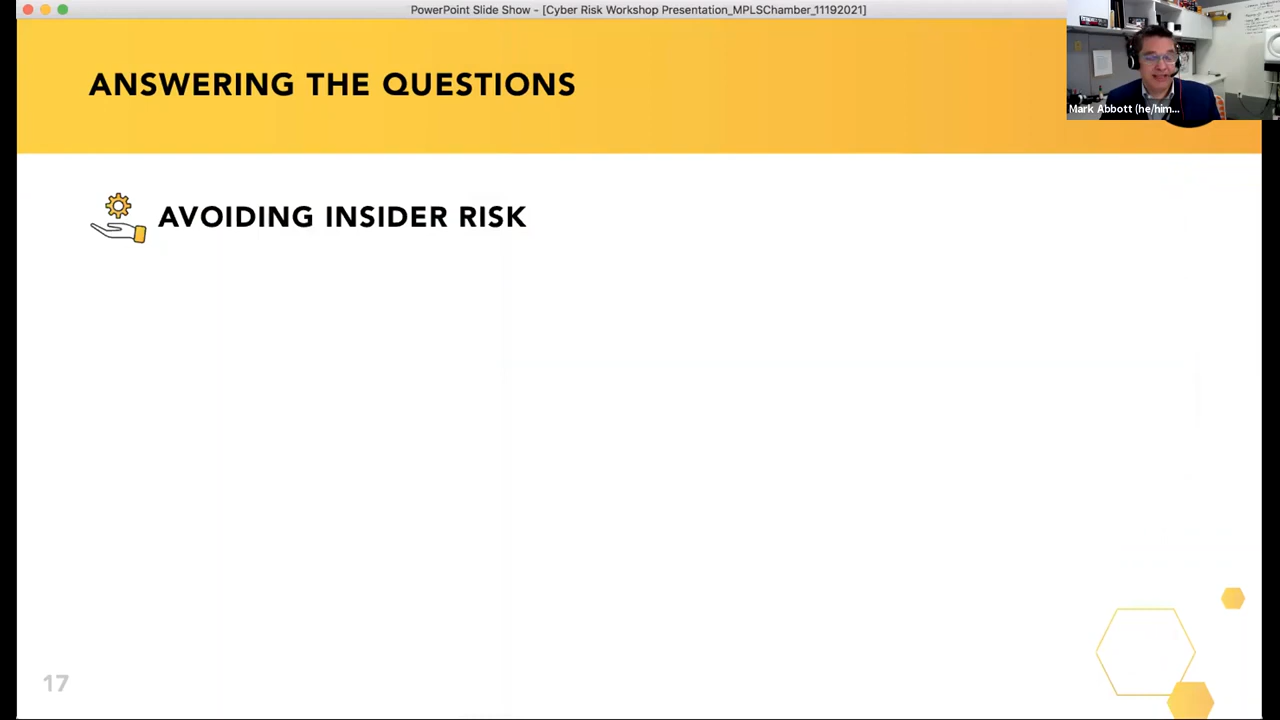 PowerPoint Slide Show - [Cyber Risk Workshop Presentation_MPLSChamber_11192021]
ANSWERING THE QUESTIONS
Mark Abbott (he/him...
AVOIDING INSIDER RISK
17